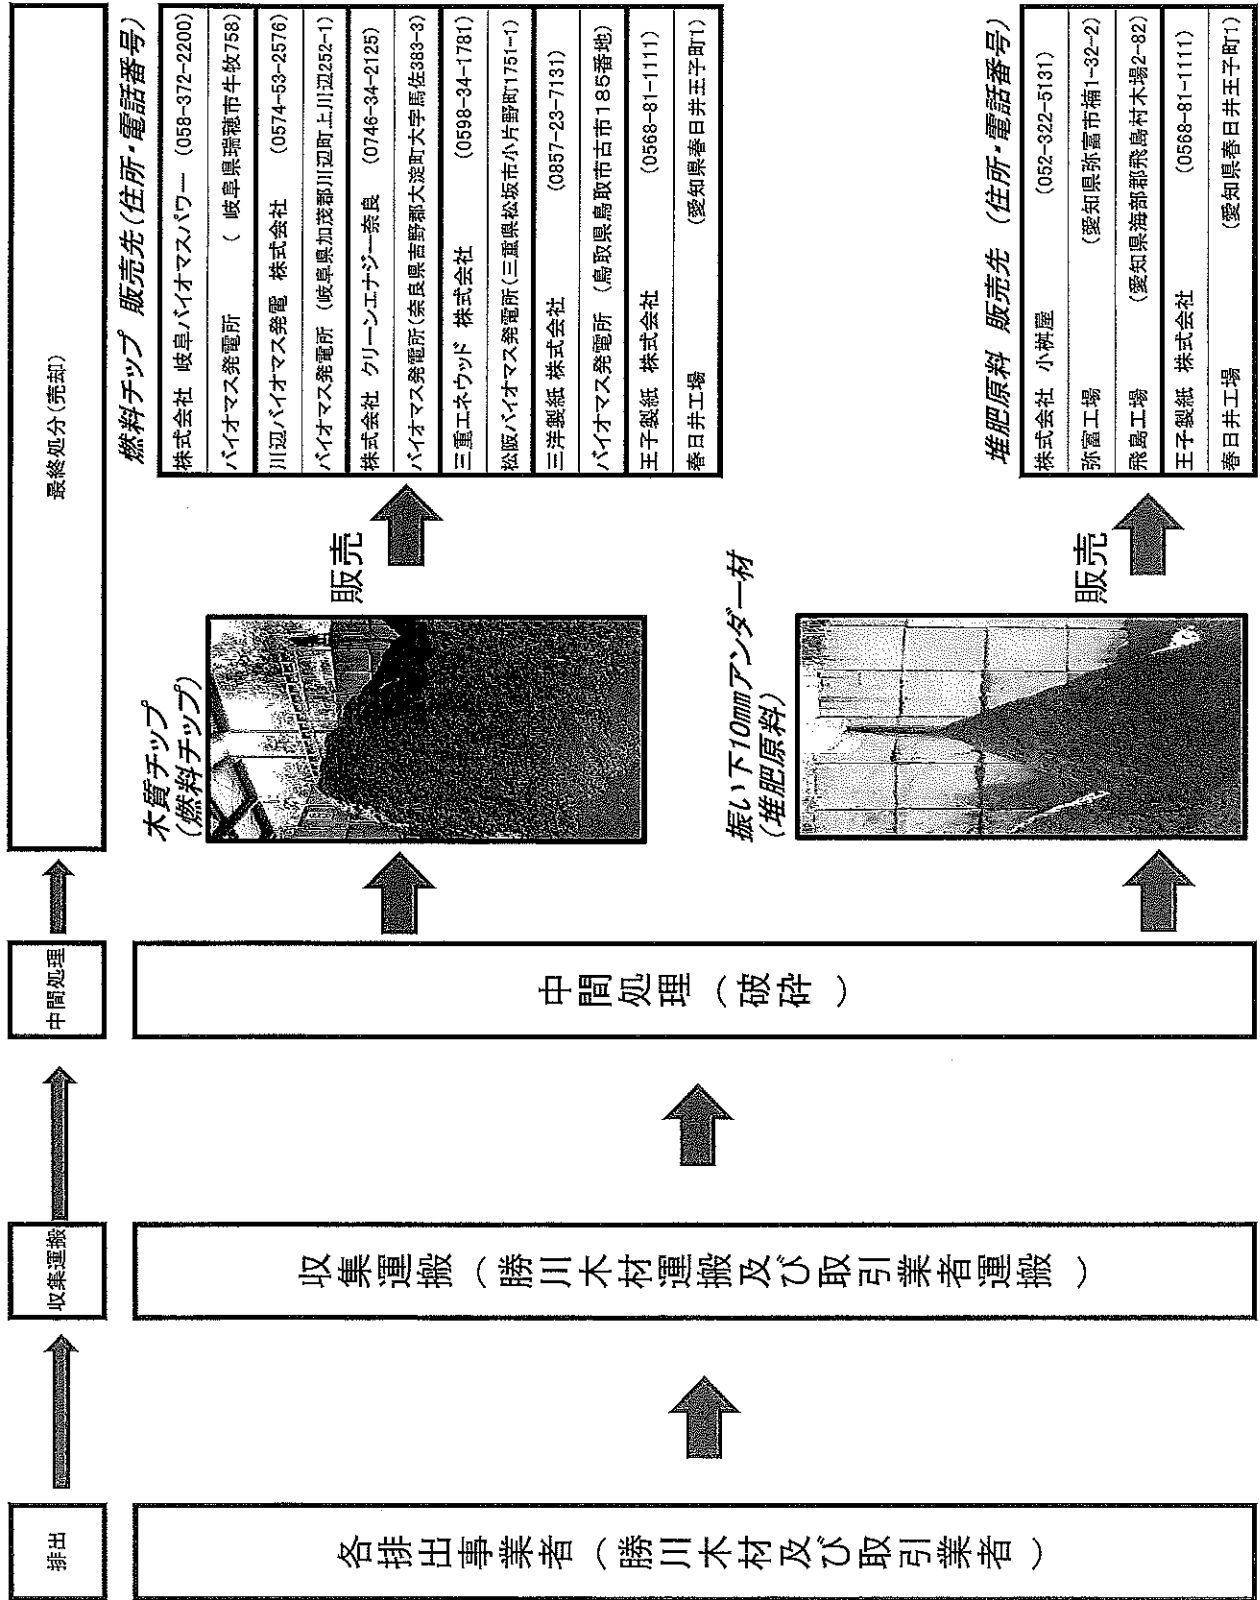 排出
収集運搬
中間処理
最終処分(売却)
各排出事業者（勝川木材及び取引業者）
収集運搬（勝川木材運搬及び取引業者運搬）
中間処理（破砕）
木質チップ
(燃料チップ)
販売
燃料チップ 販売先(住所・電話番号)
株式会社 岐阜バイオマスパワー (058-372-2200)
バイオマス発電所 ( 岐阜県瑞穂市牛牧758)
川辺バイオマス発電 株式会社 (0574-53-2576)
バイオマス発電所 (岐阜県加茂郡川辺町上川辺252-1)
株式会社 クリーンエナジー奈良 (0746-34-2125)
バイオマス発電所(奈良県吉野郡大淀町大字馬佐383-3)
三重エネウッド 株式会社 (0598-34-1781)
松阪バイオマス発電所(三重県松坂市小片野町1751-1)
三洋製紙 株式会社 (0857-23-7131)
バイオマス発電所 (鳥取県鳥取市古市185番地)
王子製紙 株式会社 (0568-81-1111)
春日井工場 (愛知県春日井王子町1)
振い下10mmアンダー材
(堆肥原料)
販売
堆肥原料 販売先 (住所・電話番号)
株式会社 小桝屋 (052-322-5131)
弥富工場 (愛知県弥富市楠1-32-2)
飛島工場 (愛知県海部郡飛島村木場2-82)
王子製紙 株式会社 (0568-81-1111)
春日井工場 (愛知県春日井王子町1)